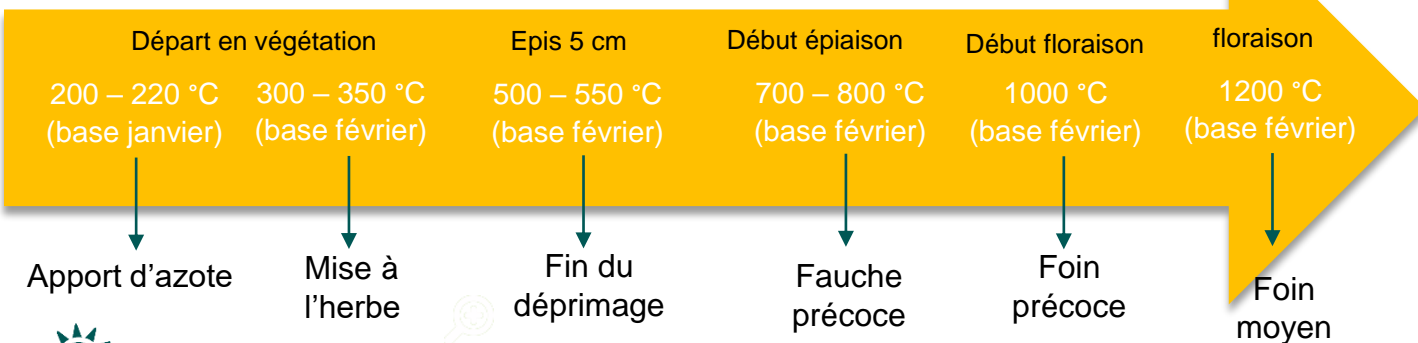 Départ en végétation
Epis 5 cm
Début épiaison
Début floraison
floraison
200 – 220 °C
(base janvier)
300 – 350 °C
(base février)
500 – 550 °C
(base février)
700 – 800 °C
(base février)
1000 °C
(base février)
1200 °C
(base février)
Apport d’azote
Mise à
l’herbe
Fin du
déprimage
Fauche
précoce
Foin
précoce
Foin
moyen